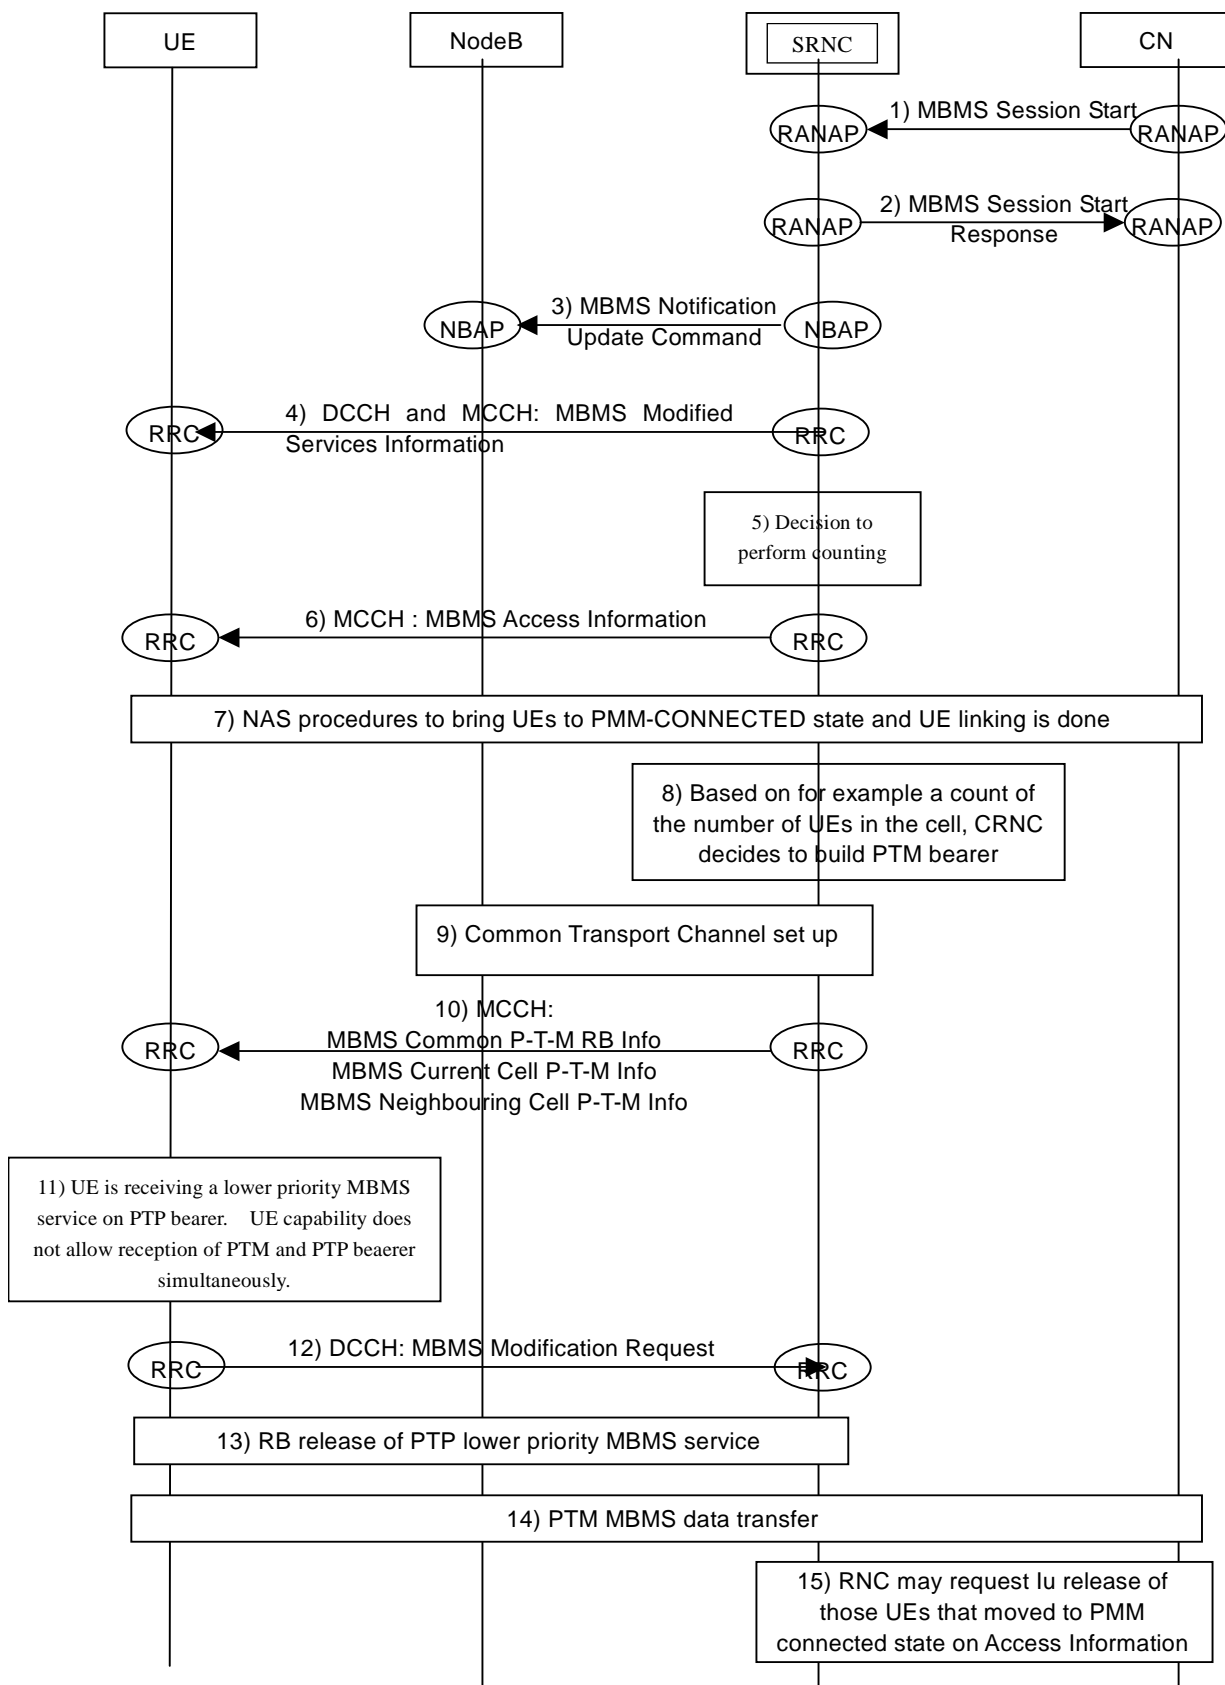 UE
NodeB
SRNC
CN
1) MBMS Session Start
RANAP
RANAP
2) MBMS Session Start
Response
RANAP
RANAP
3) MBMS Notification
Update Command
NBAP
NBAP
4) DCCH and MCCH: MBMS Modified
Services Information
RRC
RRC
5) Decision to
perform counting
6) MCCH : MBMS Access Information
RRC
RRC
7) NAS procedures to bring UEs to PMM-CONNECTED state and UE linking is done
8) Based on for example a count of
the number of UEs in the cell, CRNC
decides to build PTM bearer
9) Common Transport Channel set up
10) MCCH:
MBMS Common P-T-M RB Info
MBMS Current Cell P-T-M Info
MBMS Neighbouring Cell P-T-M Info
RRC
RRC
11) UE is receiving a lower priority MBMS
service on PTP bearer. UE capability does
not allow reception of PTM and PTP beaerer
simultaneously.
12) DCCH: MBMS Modification Request
RRC
RRC
13) RB release of PTP lower priority MBMS service
14) PTM MBMS data transfer
15) RNC may request Iu release of
those UEs that moved to PMM
connected state on Access Information